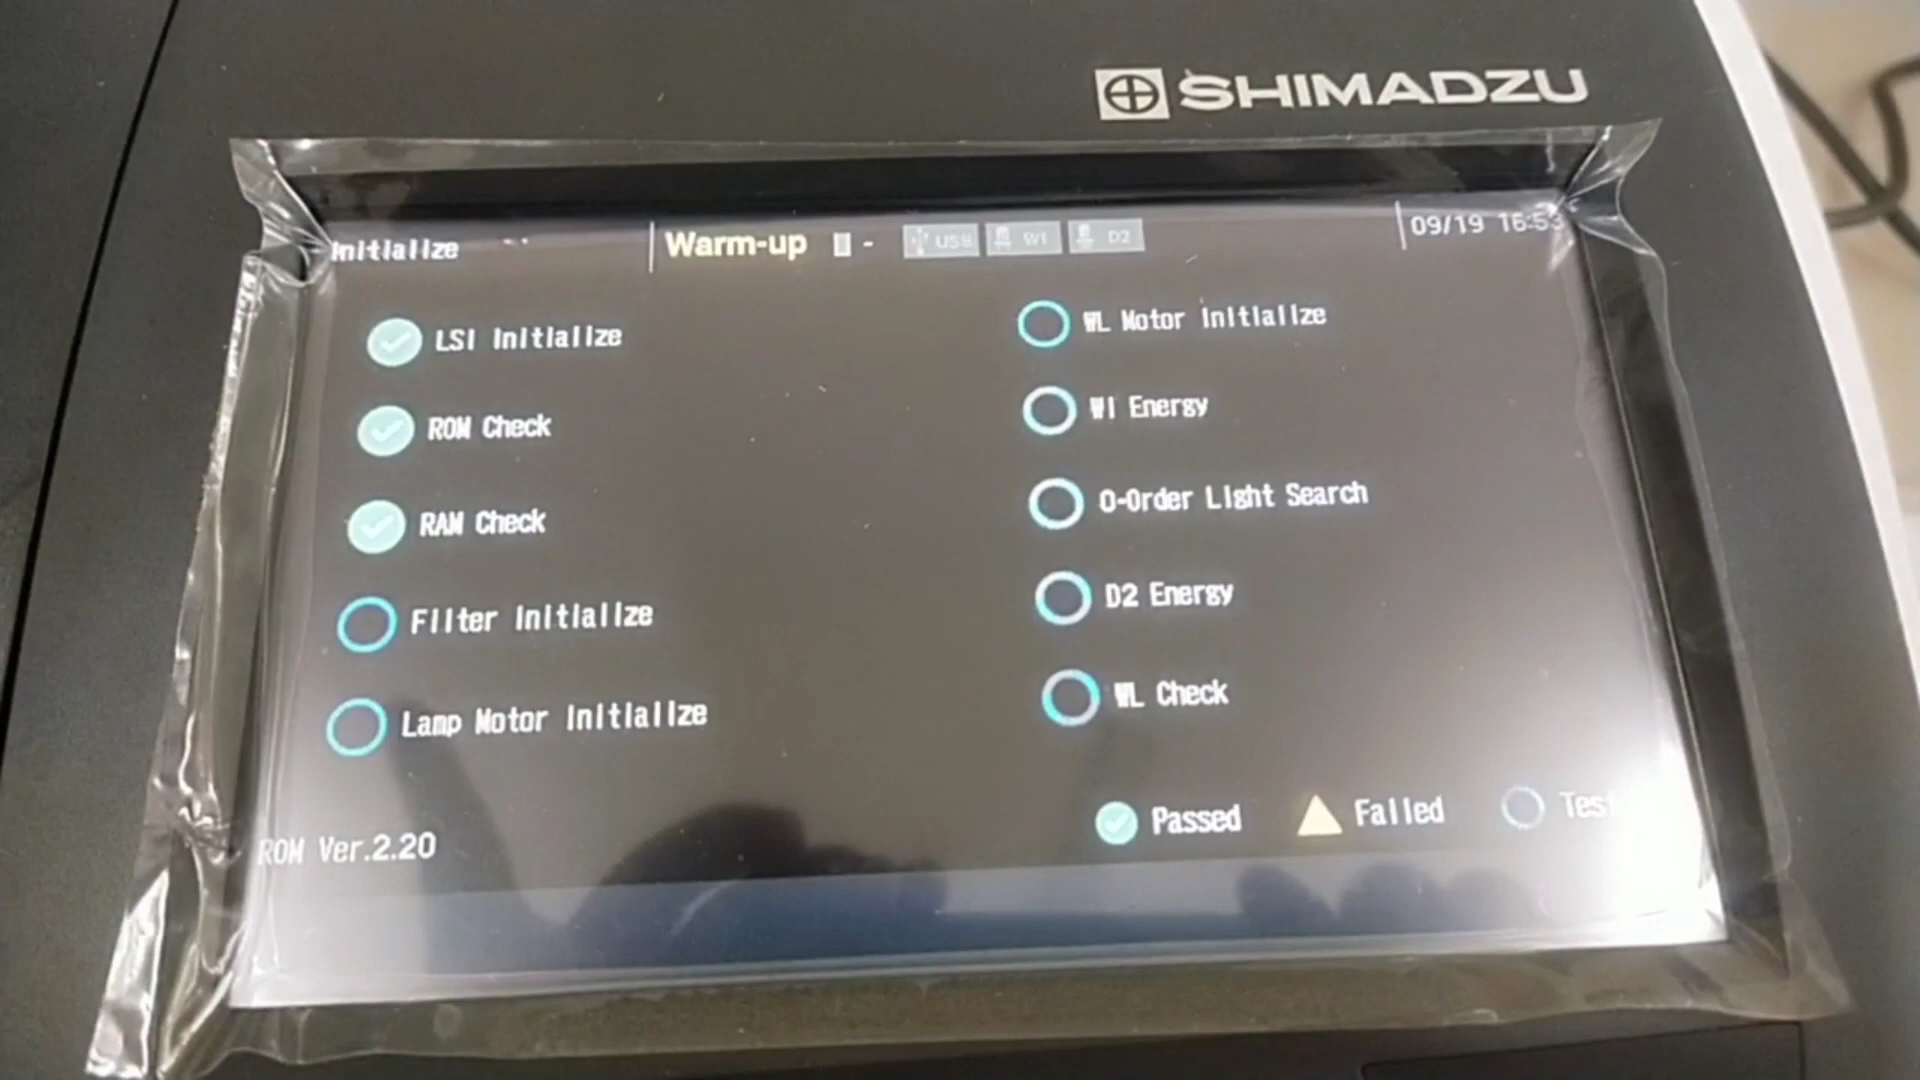 SHIMADZU
Initialize
Warm-up
USB
WI
D2
09/19 16:53
LSI Initialize
ROM Check
RAM Check
Filter Initialize
Lamp Motor Initialize
WL Motor Initialize
WI Energy
0-Order Light Search
D2 Energy
WL Check
Passed
Failed
ROM Ver.2.20